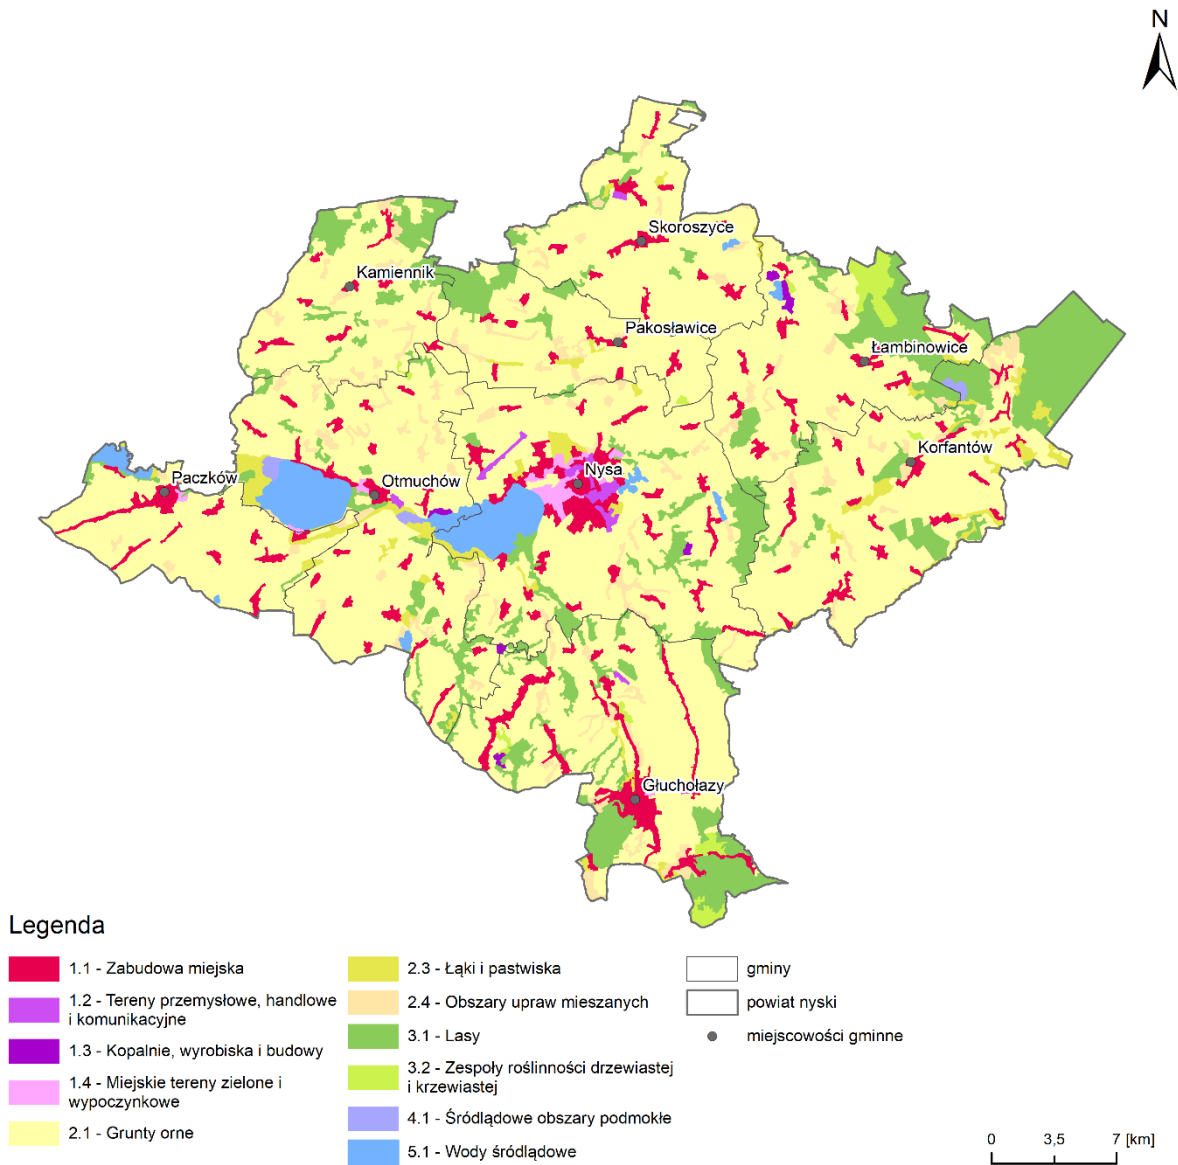 N
Skoroszyce
Kamiennik
Pakosławice
Łambinowice
Korfantów
Nysa
Paczków
Otmuchów
Głuchołazy
Legenda
1.1 - Zabudowa miejska
1.2 - Tereny przemysłowe, handlowe
i komunikacyjne
1.3 - Kopalnie, wyrobiska i budowy
1.4 - Miejskie tereny zielone i
wypoczynkowe
2.1 - Grunty orne
2.3 - Łąki i pastwiska
2.4 - Obszary upraw mieszanych
3.1 - Lasy
3.2 - Zespoły roślinności drzewiastej
i krzewiastej
4.1 - Śródlądowe obszary podmokłe
5.1 - Wody śródlądowe
gminy
powiat nyski
miejscowości gminne
0 3,5 7 [km]